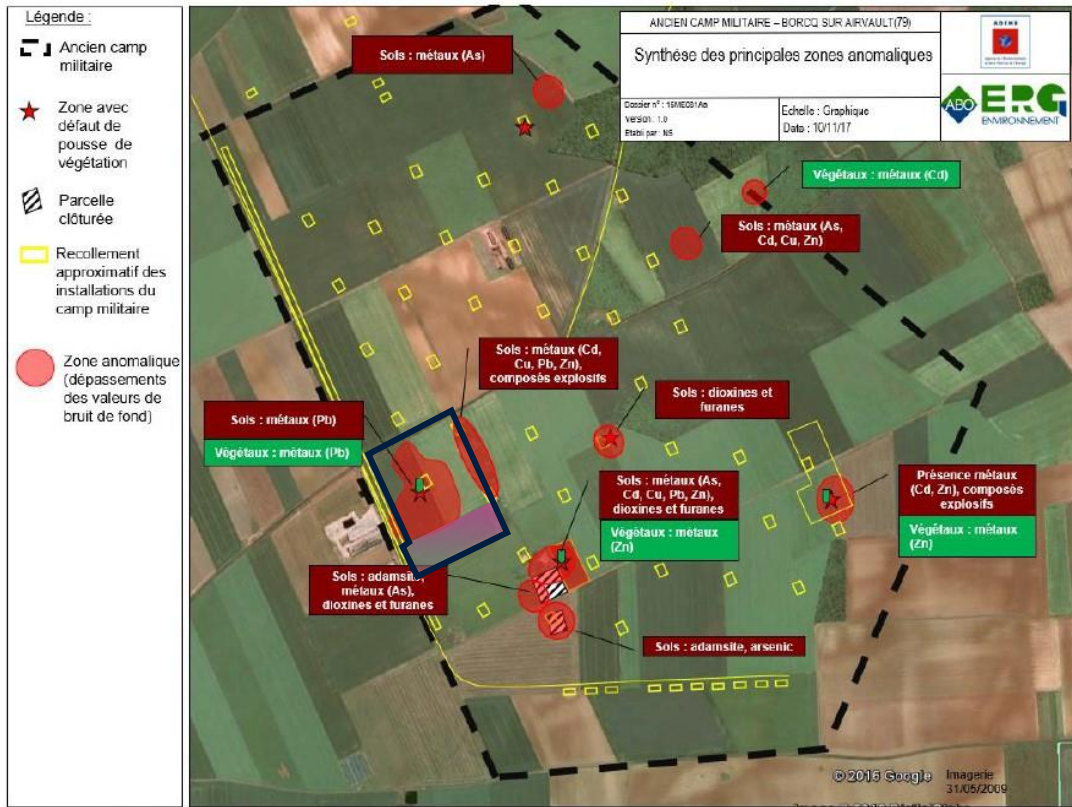 Légende :
Ancien camp
militaire
Zone avec
défaut de
pousse de
végétation
Parcelle
clôturée
Recollement
approximatif des
installations du
camp militaire
Zone anomalique
(dépassements
des valeurs de
bruit de fond)
ANCIEN CAMP MILITAIRE – BORCQ SUR AIRVAULT(79)
Synthèse des principales zones anomaliques
Version : 1.0
Etabli par : NS
Echelle : Graphique
Date : 10/11/17
ADEME
ABO ERG
ENVIRONNEMENT
Sols : métaux (As)
Végétaux : métaux (Cd)
Sols : métaux (As,
Cd, Cu, Zn)
Sols : métaux (Cd,
Cu, Pb, Zn),
composés explosifs
Sols : dioxines et
furanes
Sols : métaux (Pb)
Végétaux : métaux (Pb)
Sols : métaux (As,
Cd, Cu, Pb, Zn),
dioxines et furanes
Végétaux : métaux
(Zn)
Présence métaux
(Cd, Zn), composés
explosifs
Végétaux : métaux
(Zn)
Sols : adamsite,
métaux (As),
dioxines et furanes
Sols : adamsite, arsenic
© 2016 Google
Imagerie
31/05/2009